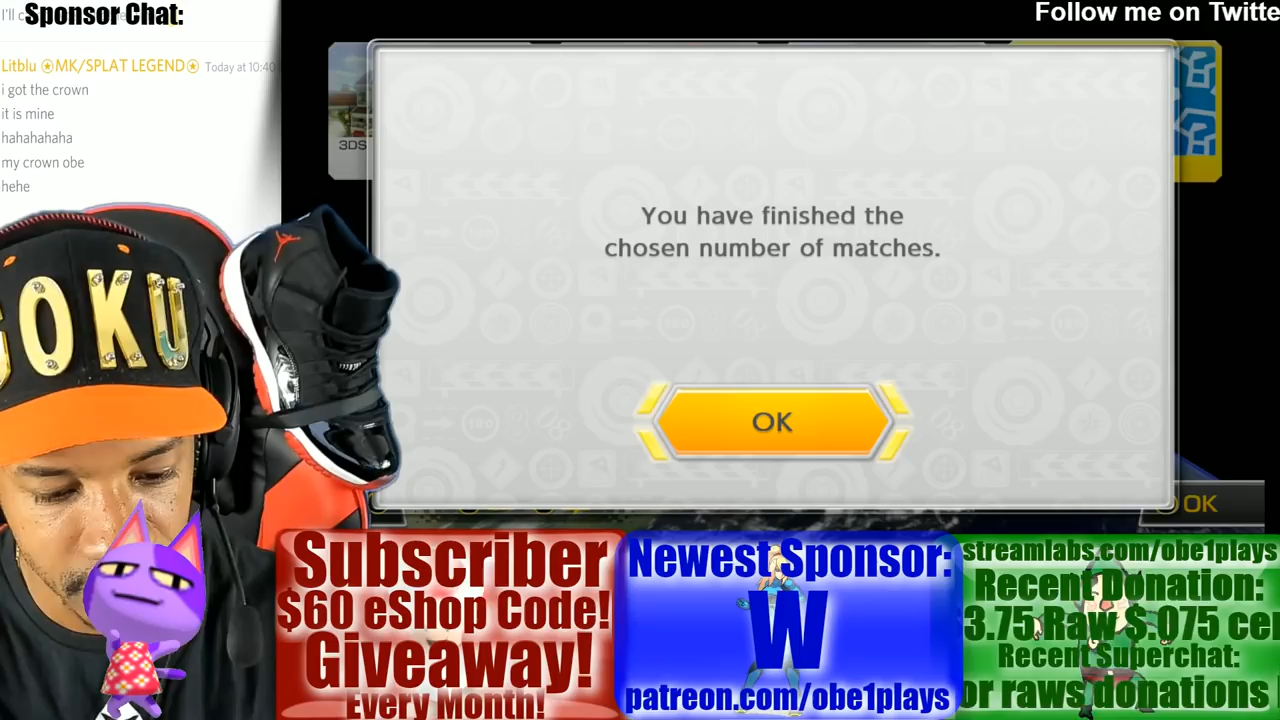 I'll c
Sponsor Chat:
Litblu MK/SPLAT LEGEND Today at 10:40
i got the crown
it is mine
hahahahaha
my crown obe
hehe
Follow me on Twitte
3DS
You have finished the
chosen number of matches.
OK
OK
GOKU
Subscriber
$60 eShop Code!
Giveaway!
Every Month!
Newest Sponsor:
W
patreon.com/obe1plays
streamlabs.com/obe1plays
Recent Donation:
3.75 Raw $.075 cei
Recent Superchat:
or raws donations